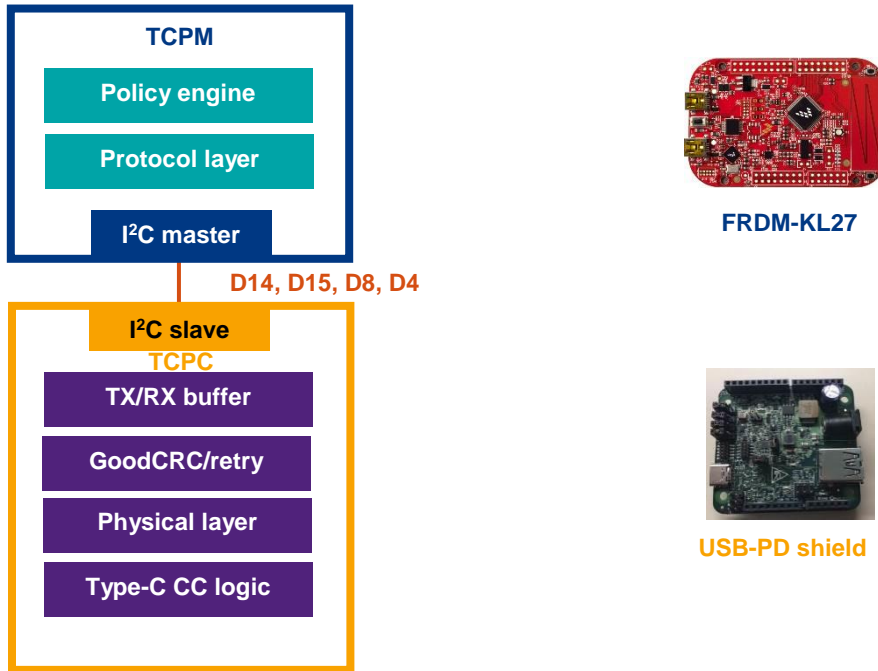 TCPM
Policy engine
Protocol layer
I²C master
FRDM-KL27
D14, D15, D8, D4
I²C slave
TCPC
TX/RX buffer
GoodCRC/retry
Physical layer
Type-C CC logic
USB-PD shield